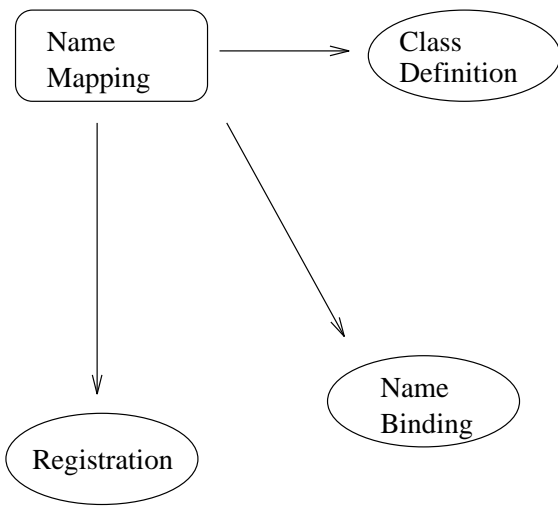 Name
Mapping
Class
Definition
Name
Binding
Registration